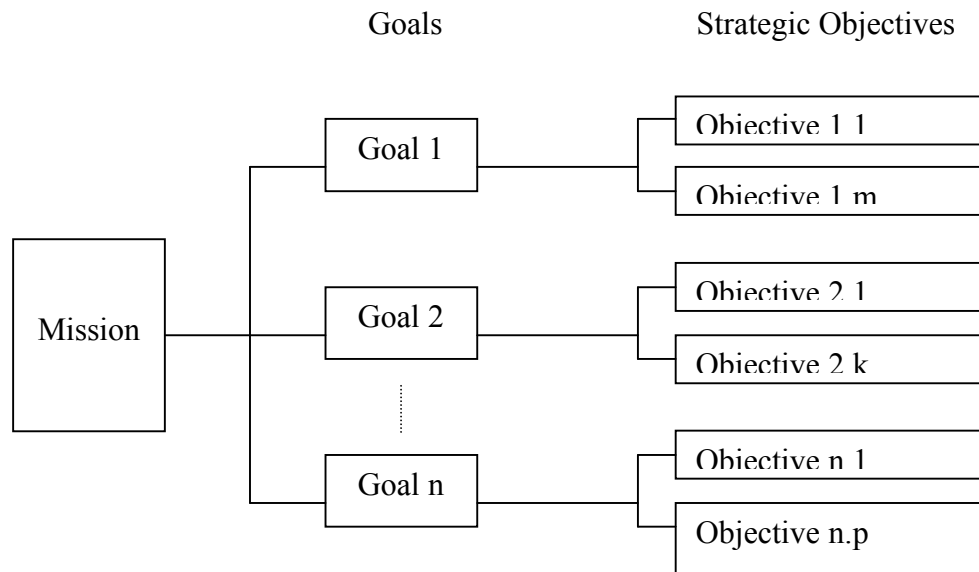 Goals
Strategic Objectives
Mission
Goal 1
Objective 1.1
Objective 1.m
Goal 2
Objective 2.1
Objective 2.k
Goal n
Objective n.1
Objective n.p